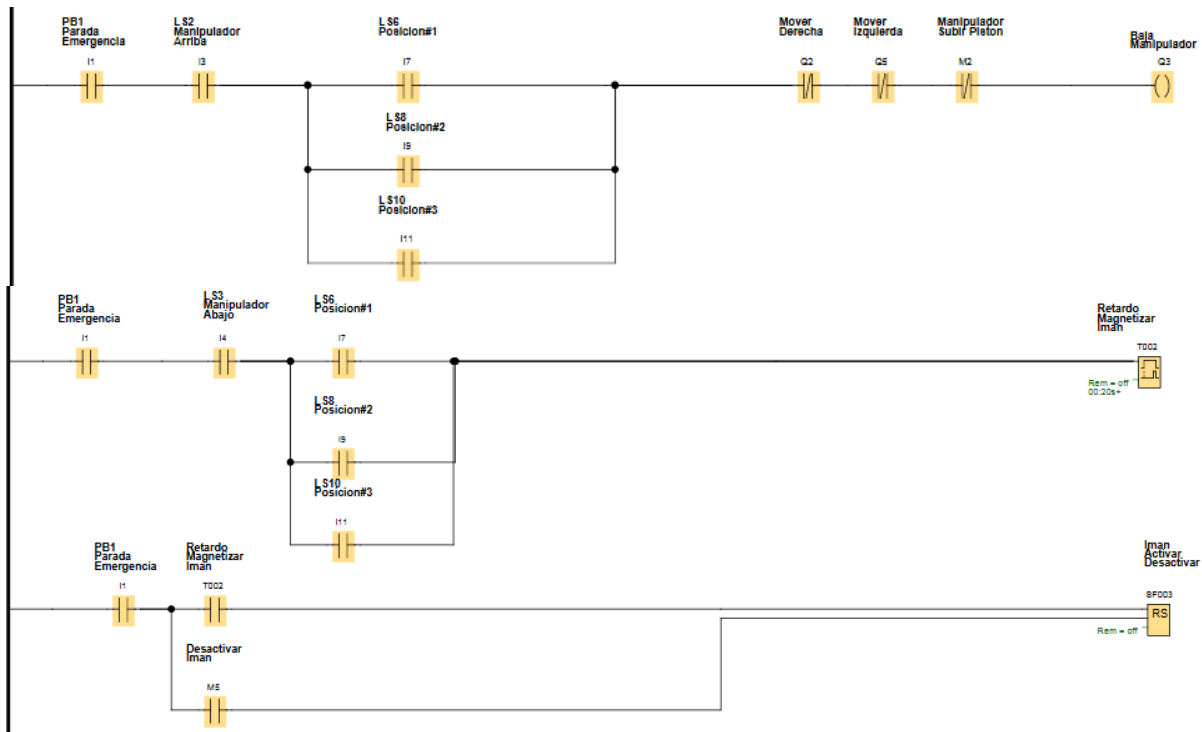 PB1
Parada
Emergencia
I1
LS2
Manipulador
Arriba
I3
LS6
Posicion#1
I7
LS8
Posicion#2
I9
LS10
Posicion#3
I11
Mover
Derecha
Q2
Mover
Izquierda
Q5
Manipulador
Subir Piston
M2
Baja
Manipulador
Q3
PB1
Parada
Emergencia
I1
LS3
Manipulador
Abajo
I4
LS6
Posicion#1
I7
LS8
Posicion#2
I9
LS10
Posicion#3
I11
Retardo
Magnetizar
Iman
T002
Rem = off
00:20s+
PB1
Parada
Emergencia
I1
Retardo
Magnetizar
Iman
T002
Desactivar
Iman
M5
Iman
Activar
Desactivar
SF003
RS
Rem = off